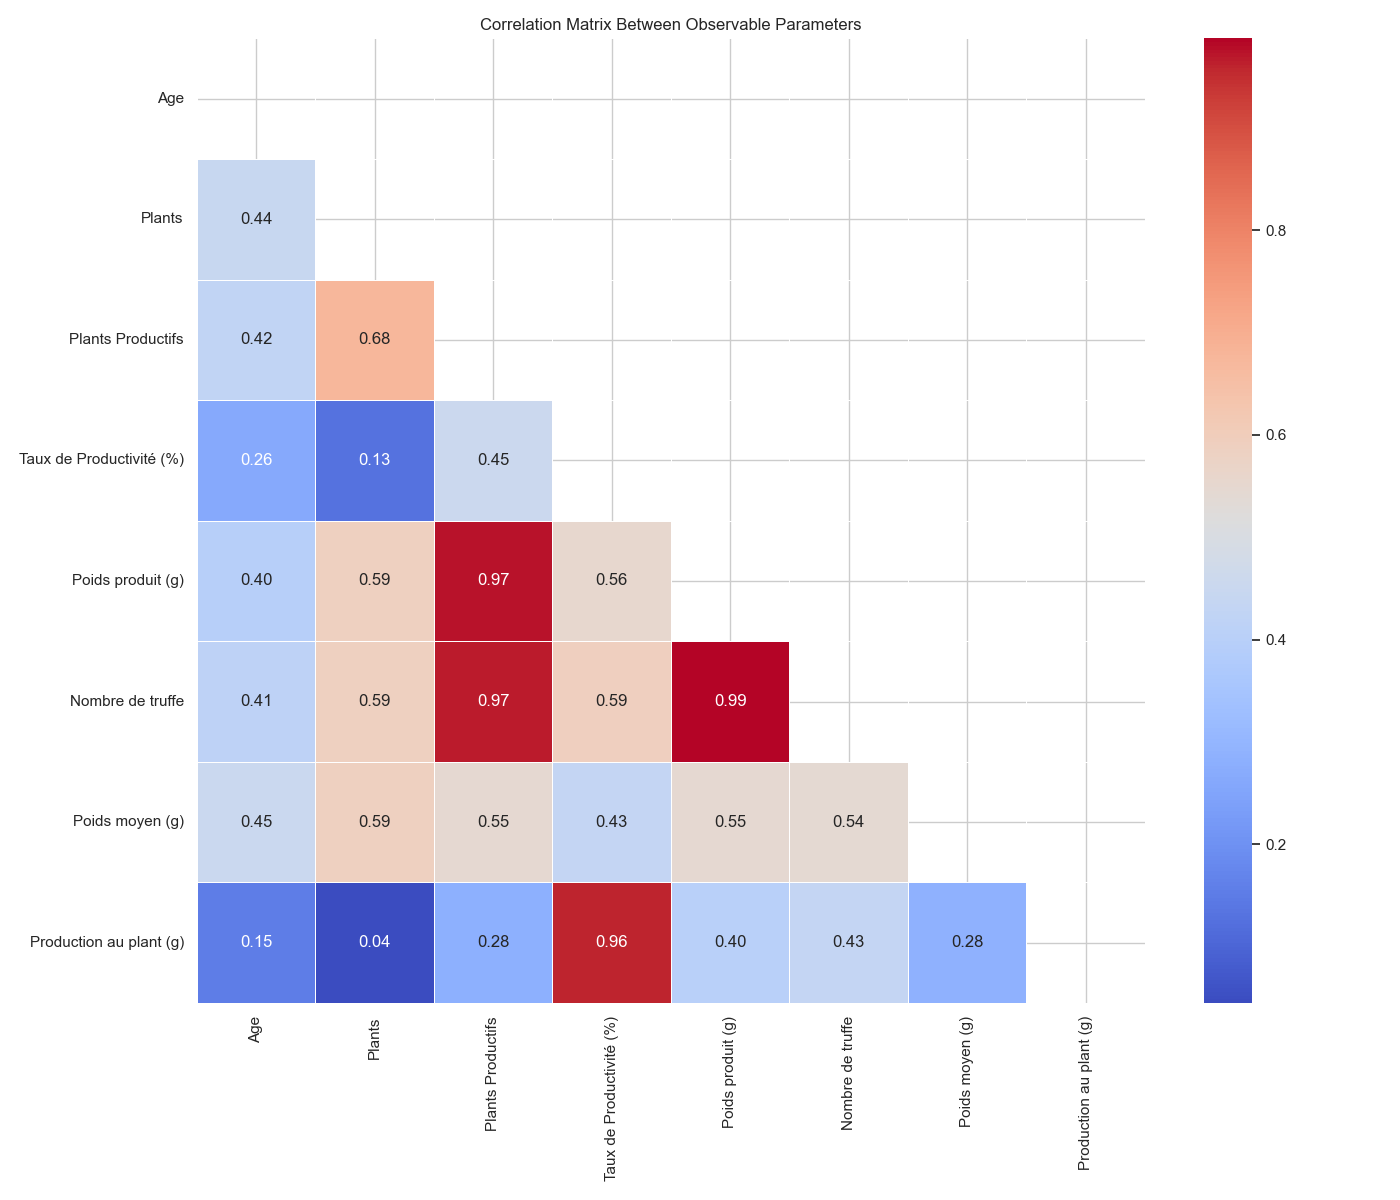 Correlation Matrix Between Observable Parameters
Age
Plants
0.44
Plants Productifs
0.42 0.68
Taux de Productivité (%)
0.26 0.13 0.45
Poids produit (g)
0.40 0.59 0.97 0.56
Nombre de truffe
0.41 0.59 0.97 0.59 0.99
Poids moyen (g)
0.45 0.59 0.55 0.43 0.55 0.54
Production au plant (g)
0.15 0.04 0.28 0.96 0.40 0.43 0.28
Age
Plants
Plants Productifs
Taux de Productivité (%)
Poids produit (g)
Nombre de truffe
Poids moyen (g)
Production au plant (g)
0.8
0.6
0.4
0.2